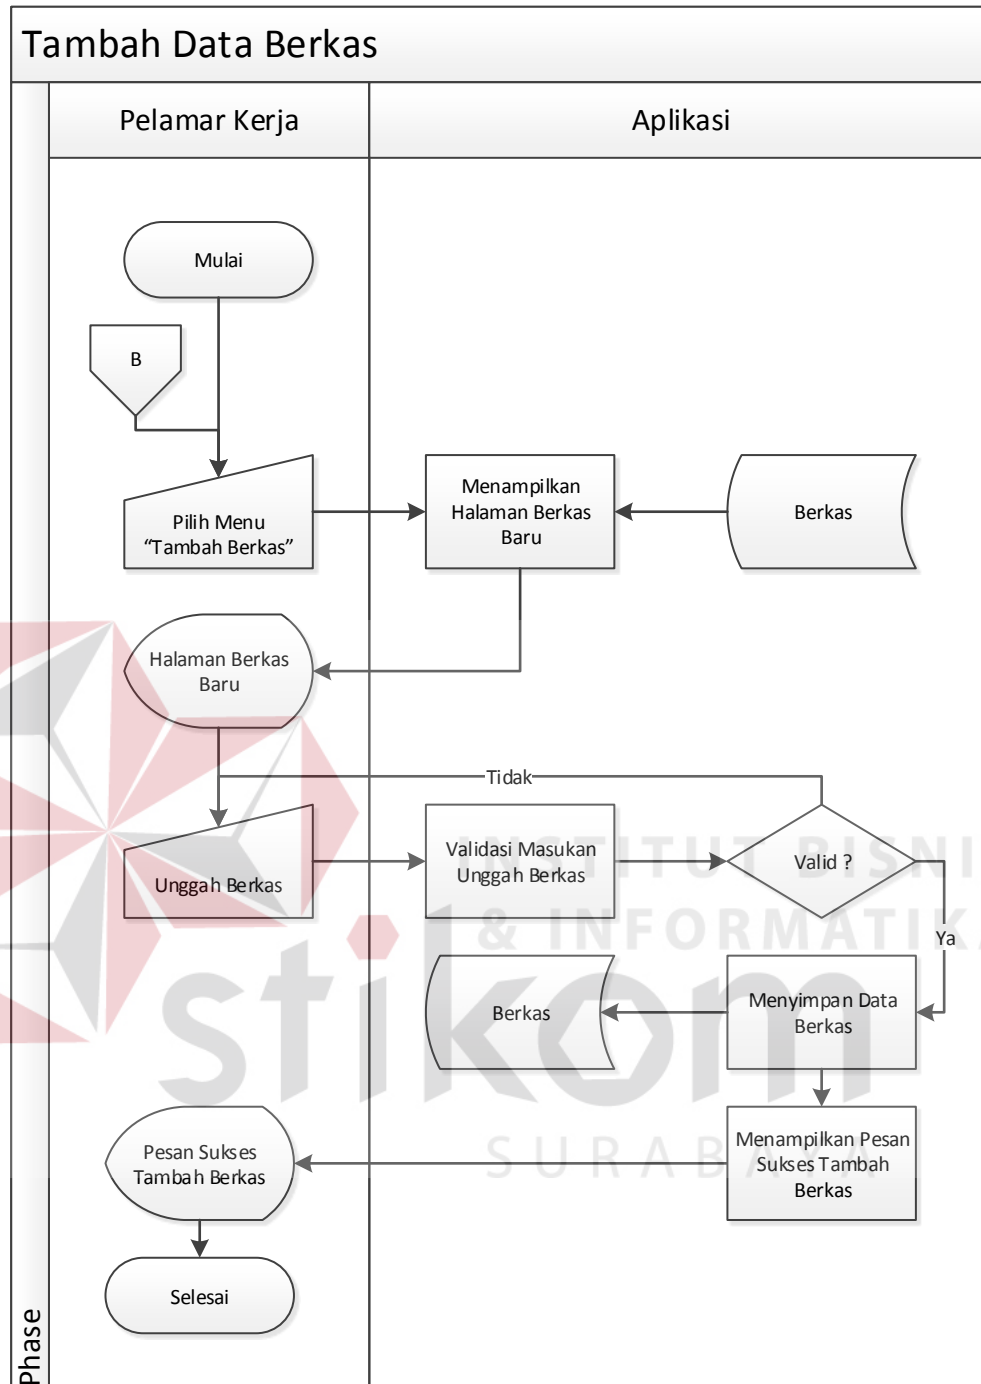 Tambah Data Berkas
Pelamar Kerja
Aplikasi
Mulai
B
Pilih Menu
“Tambah Berkas”
Menampilkan
Halaman Berkas
Baru
Berkas
Halaman Berkas
Baru
Tidak
Unggah Berkas
Validasi Masukan
Unggah Berkas
Valid ?
Ya
Berkas
Menyimpan Data
Berkas
Pesan Sukses
Tambah Berkas
Menampilkan Pesan
Sukses Tambah
Berkas
Selesai
Phase
INSTITUT BISNI
& INFORMATIKA
stikom
SURABAYA